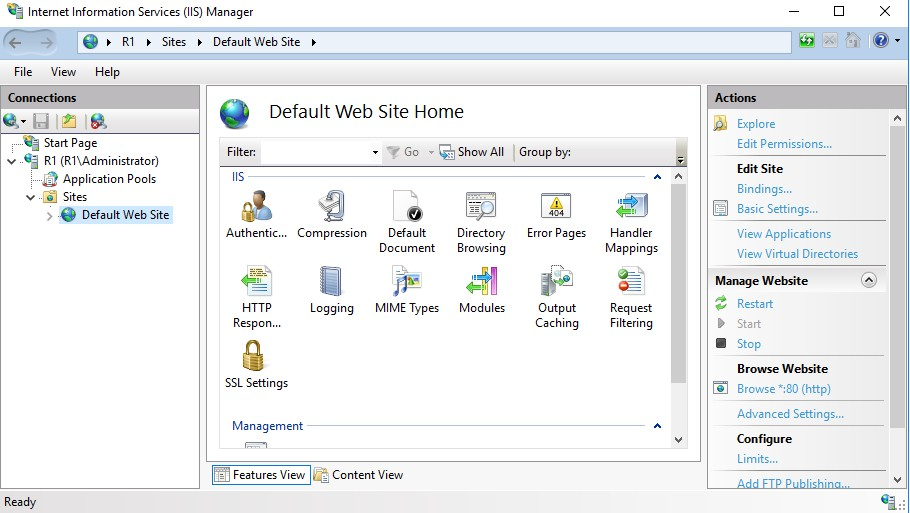 Internet Information Services (IIS) Manager
R1 Sites Default Web Site
File View Help
Connections
Start Page
R1 (R1\Administrator)
Application Pools
Sites
Default Web Site
Default Web Site Home
Filter: Go Show All Group by:
IIS
Authentic... Compression Default Document Directory Browsing Error Pages Handler Mappings
404
HTTP Respon... Logging MIME Types Modules Output Caching Request Filtering
SSL Settings
Management
Features View Content View
Actions
Explore
Edit Permissions...
Edit Site
Bindings...
Basic Settings...
View Applications
View Virtual Directories
Manage Website
Restart
Start
Stop
Browse Website
Browse *:80 (http)
Advanced Settings...
Configure
Limits...
Add FTP Publishing...
Ready